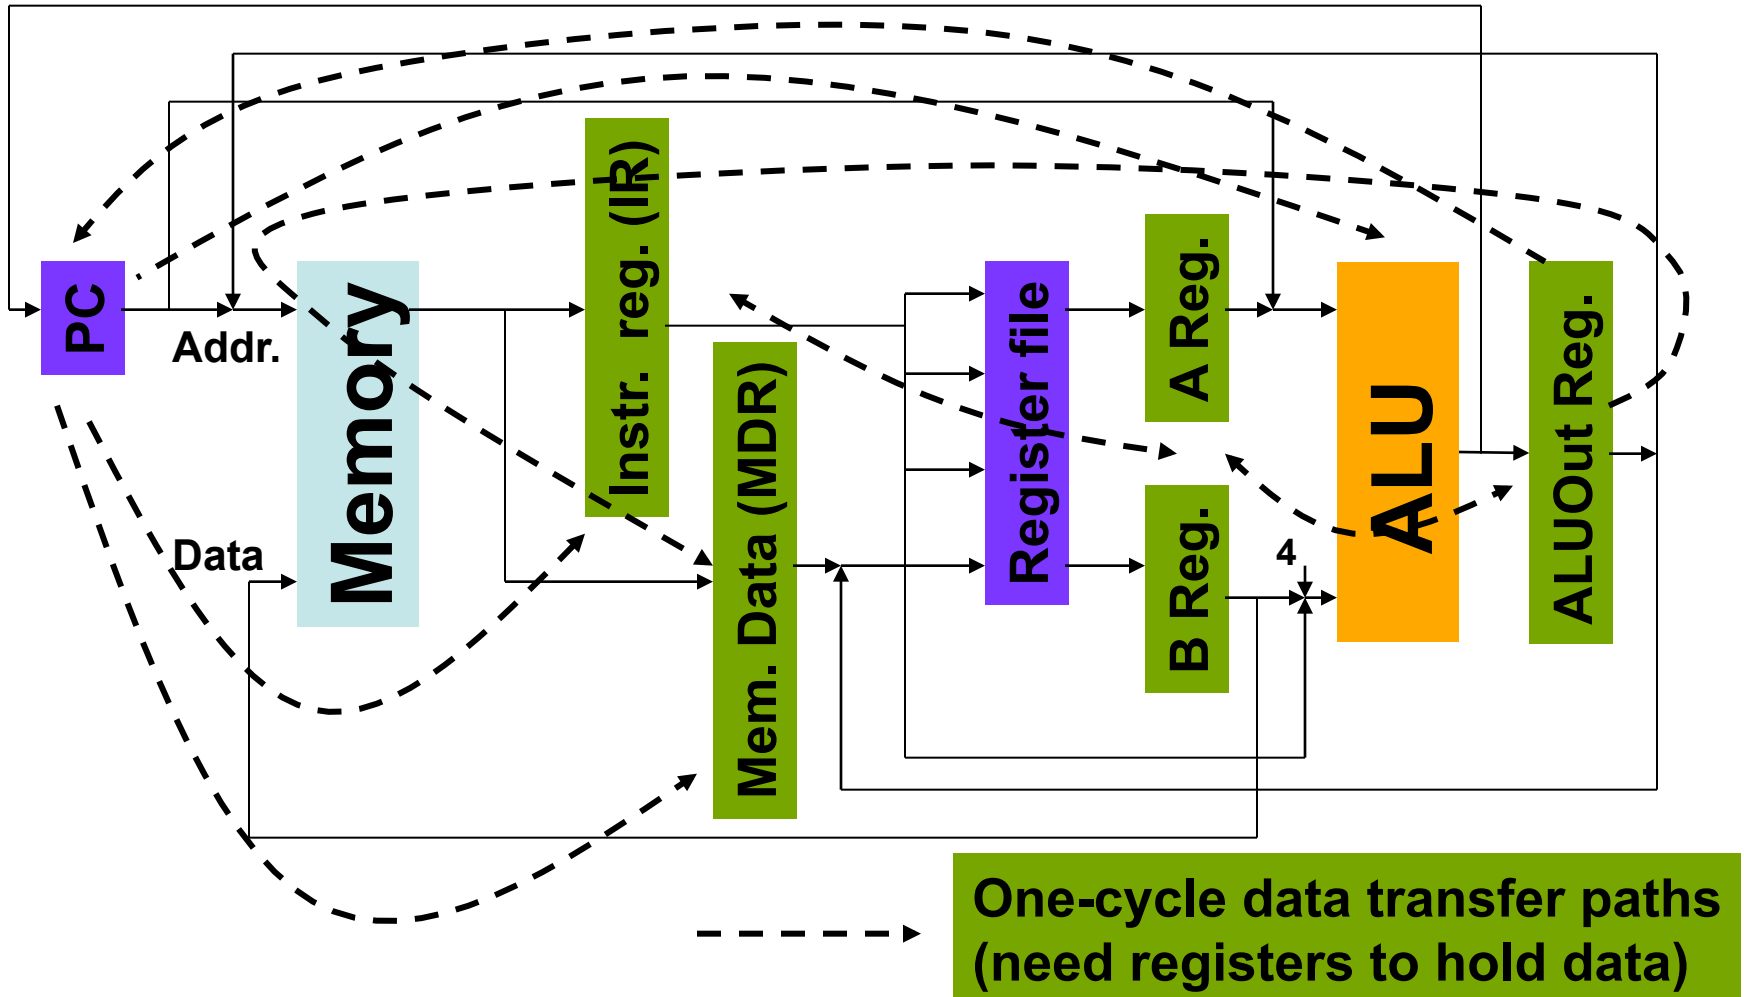 PC
Addr.
Data
Memory
Instr. reg. (IR)
Mem. Data (MDR)
Register file
A Reg.
B Reg.
4
ALU
ALUOut Reg.
One-cycle data transfer paths
(need registers to hold data)